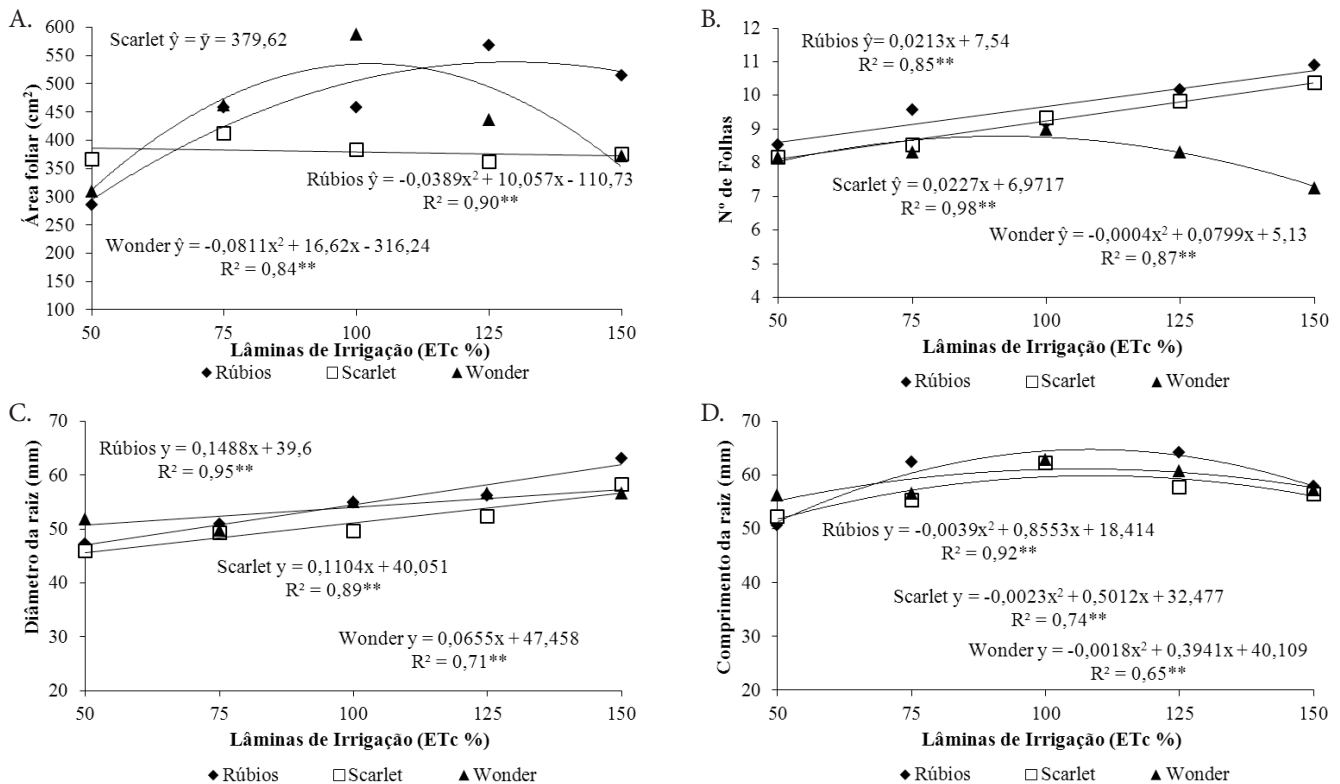 A.
Área foliar (cm²)
600
550
500
450
400
350
300
250
200
150
100
Scarlet ŷ = ȳ = 379,62
Rúbios ŷ = -0,0389x² + 10,057x - 110,73
R² = 0,90**
Wonder ŷ = -0,0811x² + 16,62x - 316,24
R² = 0,84**
50 75 100 125 150
Lâminas de Irrigação (ETc %)
Rúbios Scarlet Wonder
B.
Nº de Folhas
12
11
10
9
8
7
6
5
4
Rúbios ŷ= 0,0213x + 7,54
R² = 0,85**
Scarlet ŷ = 0,0227x + 6,9717
R² = 0,98**
Wonder ŷ = -0,0004x² + 0,0799x + 5,13
R² = 0,87**
50 75 100 125 150
Lâminas de Irrigação (ETc %)
Rúbios Scarlet Wonder
C.
Diâmetro da raiz (mm)
70
60
50
40
30
20
Rúbios y = 0,1488x + 39,6
R² = 0,95**
Scarlet y = 0,1104x + 40,051
R² = 0,89**
Wonder y = 0,0655x + 47,458
R² = 0,71**
50 75 100 125 150
Lâminas de Irrigação (ETc %)
Rúbios Scarlet Wonder
D.
Comprimento da raiz (mm)
70
60
50
40
30
20
Rúbios y = -0,0039x² + 0,8553x + 18,414
R² = 0,92**
Scarlet y = -0,0023x² + 0,5012x + 32,477
R² = 0,74**
Wonder y = -0,0018x² + 0,3941x + 40,109
R² = 0,65**
50 75 100 125 150
Lâminas de Irrigação (ETc %)
Rúbios Scarlet Wonder